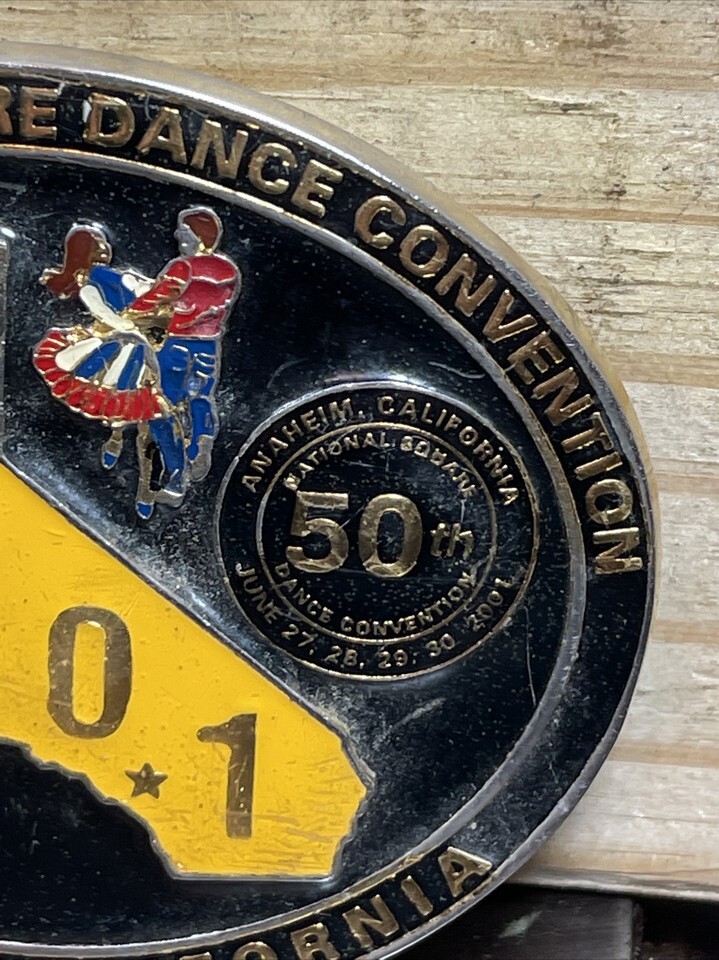 RE DANCE CONVENTION
ANAHEIM, CALIFORNIA
NATIONAL SQUARE
50th
DANCE CONVENTION
JUNE 27, 28, 29, 30 2001
0 1
ORNIA